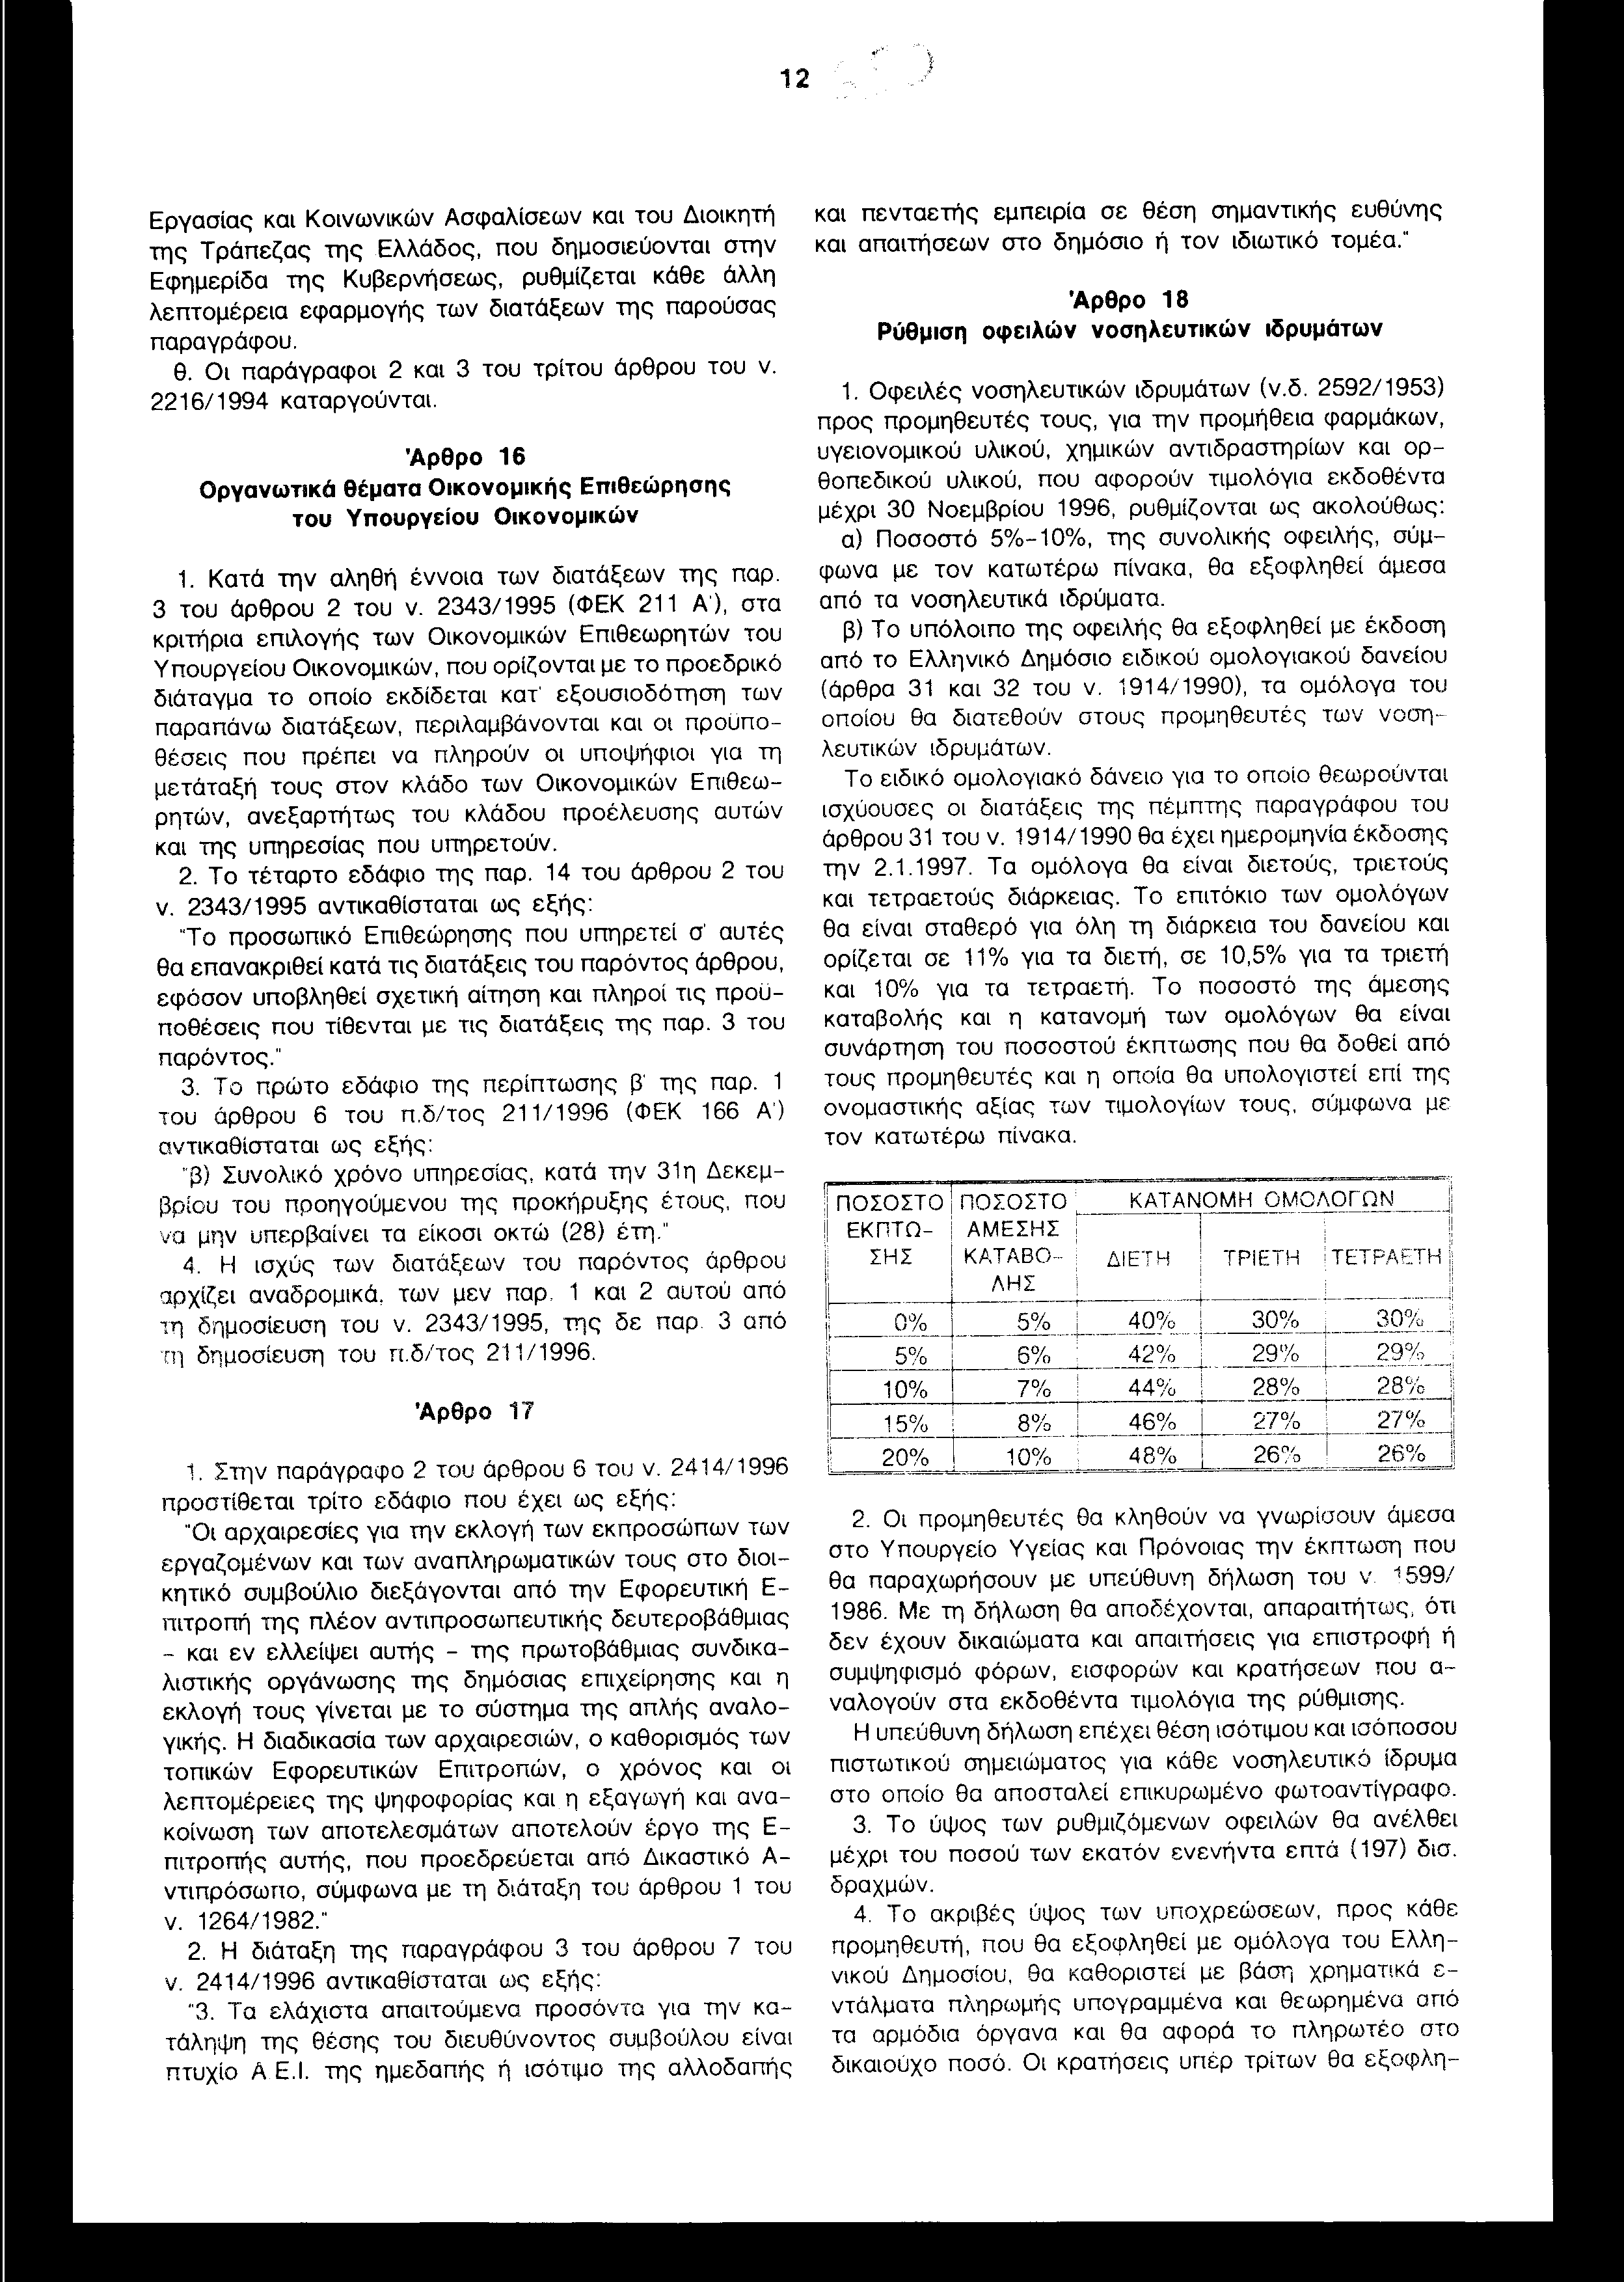 12
Εργασίας και Κοινωνικών Ασφαλίσεων και του Διοικητή
της Τράπεζας της Ελλάδος, που δημοσιεύονται στην
Εφημερίδα της Κυβερνήσεως, ρυθμίζεται κάθε άλλη
λεπτομέρεια εφαρμογής των διατάξεων της παρούσας
παραγράφου.
θ. Οι παράγραφοι 2 και 3 του τρίτου άρθρου του ν.
2216/1994 καταργούνται.
Άρθρο 16
Οργανωτικά θέματα Οικονομικής Επιθεώρησης
του Υπουργείου Οικονομικών
1. Κατά την αληθή έννοια των διατάξεων της παρ.
3 του άρθρου 2 του ν. 2343/1995 (ΦΕΚ 211 Α'), στα
κριτήρια επιλογής των Οικονομικών Επιθεωρητών του
Υπουργείου Οικονομικών, που ορίζονται με το προεδρικό
διάταγμα το οποίο εκδίδεται κατ' εξουσιοδότηση των
παραπάνω διατάξεων, περιλαμβάνονται και οι προϋπο-
θέσεις που πρέπει να πληρούν οι υποψήφιοι για τη
μετάταξή τους στον κλάδο των Οικονομικών Επιθεω-
ρητών, ανεξαρτήτως του κλάδου προέλευσης αυτών
και της υπηρεσίας που υπηρετούν.
2. Το τέταρτο εδάφιο της παρ. 14 του άρθρου 2 του
ν. 2343/1995 αντικαθίσταται ως εξής:
"Το προσωπικό Επιθεώρησης που υπηρετεί σ' αυτές
θα επανακριθεί κατά τις διατάξεις του παρόντος άρθρου,
εφόσον υποβληθεί σχετική αίτηση και πληροί τις προϋ-
ποθέσεις που τίθενται με τις διατάξεις της παρ. 3 του
παρόντος."
3. Το πρώτο εδάφιο της περίπτωσης β' της παρ. 1
του άρθρου 6 του π.δ/τος 211/1996 (ΦΕΚ 166 Α')
αντικαθίσταται ως εξής:
"β) Συνολικό χρόνο υπηρεσίας, κατά την 31η Δεκεμ-
βρίου του προηγούμενου της προκήρυξης έτους, που
να μην υπερβαίνει τα είκοσι οκτώ (28) έτη."
4. Η ισχύς των διατάξεων του παρόντος άρθρου
αρχίζει αναδρομικά, των μεν παρ. 1 και 2 αυτού από
τη δημοσίευση του ν. 2343/1995, της δε παρ. 3 από
τη δημοσίευση του π.δ/τος 211/1996.
Άρθρο 17
1. Στην παράγραφο 2 του άρθρου 6 του ν. 2414/1996
προστίθεται τρίτο εδάφιο που έχει ως εξής:
"Οι αρχαιρεσίες για την εκλογή των εκπροσώπων των
εργαζομένων και των αναπληρωματικών τους στο διοι-
κητικό συμβούλιο διεξάγονται από την Εφορευτική Ε-
πιτροπή της πλέον αντιπροσωπευτικής δευτεροβάθμιας
- και εν ελλείψει αυτής - της πρωτοβάθμιας συνδικα-
λιστικής οργάνωσης της δημόσιας επιχείρησης και η
εκλογή τους γίνεται με το σύστημα της απλής αναλο-
γικής. Η διαδικασία των αρχαιρεσιών, ο καθορισμός των
τοπικών Εφορευτικών Επιτροπών, ο χρόνος και οι
λεπτομέρειες της ψηφοφορίας και η εξαγωγή και ανα-
κοίνωση των αποτελεσμάτων αποτελούν έργο της Ε-
πιτροπής αυτής, που προεδρεύεται από Δικαστικό Α-
ντιπρόσωπο, σύμφωνα με τη διάταξη του άρθρου 1 του
ν. 1264/1982."
2. Η διάταξη της παραγράφου 3 του άρθρου 7 του
ν. 2414/1996 αντικαθίσταται ως εξής:
"3. Τα ελάχιστα απαιτούμενα προσόντα για την κα-
τάληψη της θέσης του διευθύνοντος συμβούλου είναι
πτυχίο Α.Ε.Ι. της ημεδαπής ή ισότιμο της αλλοδαπής
και πενταετής εμπειρία σε θέση σημαντικής ευθύνης
και απαιτήσεων στο δημόσιο ή τον ιδιωτικό τομέα."
Άρθρο 18
Ρύθμιση οφειλών νοσηλευτικών ιδρυμάτων
1. Οφειλές νοσηλευτικών ιδρυμάτων (ν.δ. 2592/1953)
προς προμηθευτές τους, για την προμήθεια φαρμάκων,
υγειονομικού υλικού, χημικών αντιδραστηρίων και ορ-
θοπεδικού υλικού, που αφορούν τιμολόγια εκδοθέντα
μέχρι 30 Νοεμβρίου 1996, ρυθμίζονται ως ακολούθως:
α) Ποσοστό 5%-10%, της συνολικής οφειλής, σύμ-
φωνα με τον κατωτέρω πίνακα, θα εξοφληθεί άμεσα
από τα νοσηλευτικά ιδρύματα.
β) Το υπόλοιπο της οφειλής θα εξοφληθεί με έκδοση
από το Ελληνικό Δημόσιο ειδικού ομολογιακού δανείου
(άρθρα 31 και 32 του ν. 1914/1990), τα ομόλογα του
οποίου θα διατεθούν στους προμηθευτές των νοση-
λευτικών ιδρυμάτων.
Το ειδικό ομολογιακό δάνειο για το οποίο θεωρούνται
ισχύουσες οι διατάξεις της πέμπτης παραγράφου του
άρθρου 31 του ν. 1914/1990 θα έχει ημερομηνία έκδοσης
την 2.1.1997. Τα ομόλογα θα είναι διετούς, τριετούς
και τετραετούς διάρκειας. Το επιτόκιο των ομολόγων
θα είναι σταθερό για όλη τη διάρκεια του δανείου και
ορίζεται σε 11% για τα διετή, σε 10,5% για τα τριετή
και 10% για τα τετραετή. Το ποσοστό της άμεσης
καταβολής και η κατανομή των ομολόγων θα είναι
συνάρτηση του ποσοστού έκπτωσης που θα δοθεί από
τους προμηθευτές και η οποία θα υπολογιστεί επί της
ονομαστικής αξίας των τιμολογίων τους, σύμφωνα με
τον κατωτέρω πίνακα.
ΠΟΣΟΣΤΟ ΠΟΣΟΣΤΟ ΚΑΤΑΝΟΜΗ ΟΜΟΛΟΓΩΝ
ΕΚΠΤΩ- ΑΜΕΣΗΣ
ΣΗΣ ΚΑΤΑΒΟ- ΔΙΕΤΗ ΤΡΙΕΤΗ ΤΕΤΡΑΕΤΗ
ΛΗΣ
0% 5% 40% 30% 30%
5% 6% 42% 29% 29%
10% 7% 44% 28% 28%
15% 8% 46% 27% 27%
20% 10% 48% 26% 26%
2. Οι προμηθευτές θα κληθούν να γνωρίσουν άμεσα
στο Υπουργείο Υγείας και Πρόνοιας την έκπτωση που
θα παραχωρήσουν με υπεύθυνη δήλωση του ν. 1599/
1986. Με τη δήλωση θα αποδέχονται, απαραιτήτως, ότι
δεν έχουν δικαιώματα και απαιτήσεις για επιστροφή ή
συμψηφισμό φόρων, εισφορών και κρατήσεων που α-
ναλογούν στα εκδοθέντα τιμολόγια της ρύθμισης.
Η υπεύθυνη δήλωση επέχει θέση ισότιμου και ισόποσου
πιστωτικού σημειώματος για κάθε νοσηλευτικό ίδρυμα
στο οποίο θα αποσταλεί επικυρωμένο φωτοαντίγραφο.
3. Το ύψος των ρυθμιζόμενων οφειλών θα ανέλθει
μέχρι του ποσού των εκατόν ενενήντα επτά (197) δισ.
δραχμών.
4. Το ακριβές ύψος των υποχρεώσεων, προς κάθε
προμηθευτή, που θα εξοφληθεί με ομόλογα του Ελλη-
νικού Δημοσίου, θα καθοριστεί με βάση χρηματικά ε-
ντάλματα πληρωμής υπογραμμένα και θεωρημένα από
τα αρμόδια όργανα και θα αφορά το πληρωτέο στο
δικαιούχο ποσό. Οι κρατήσεις υπέρ τρίτων θα εξοφλη-